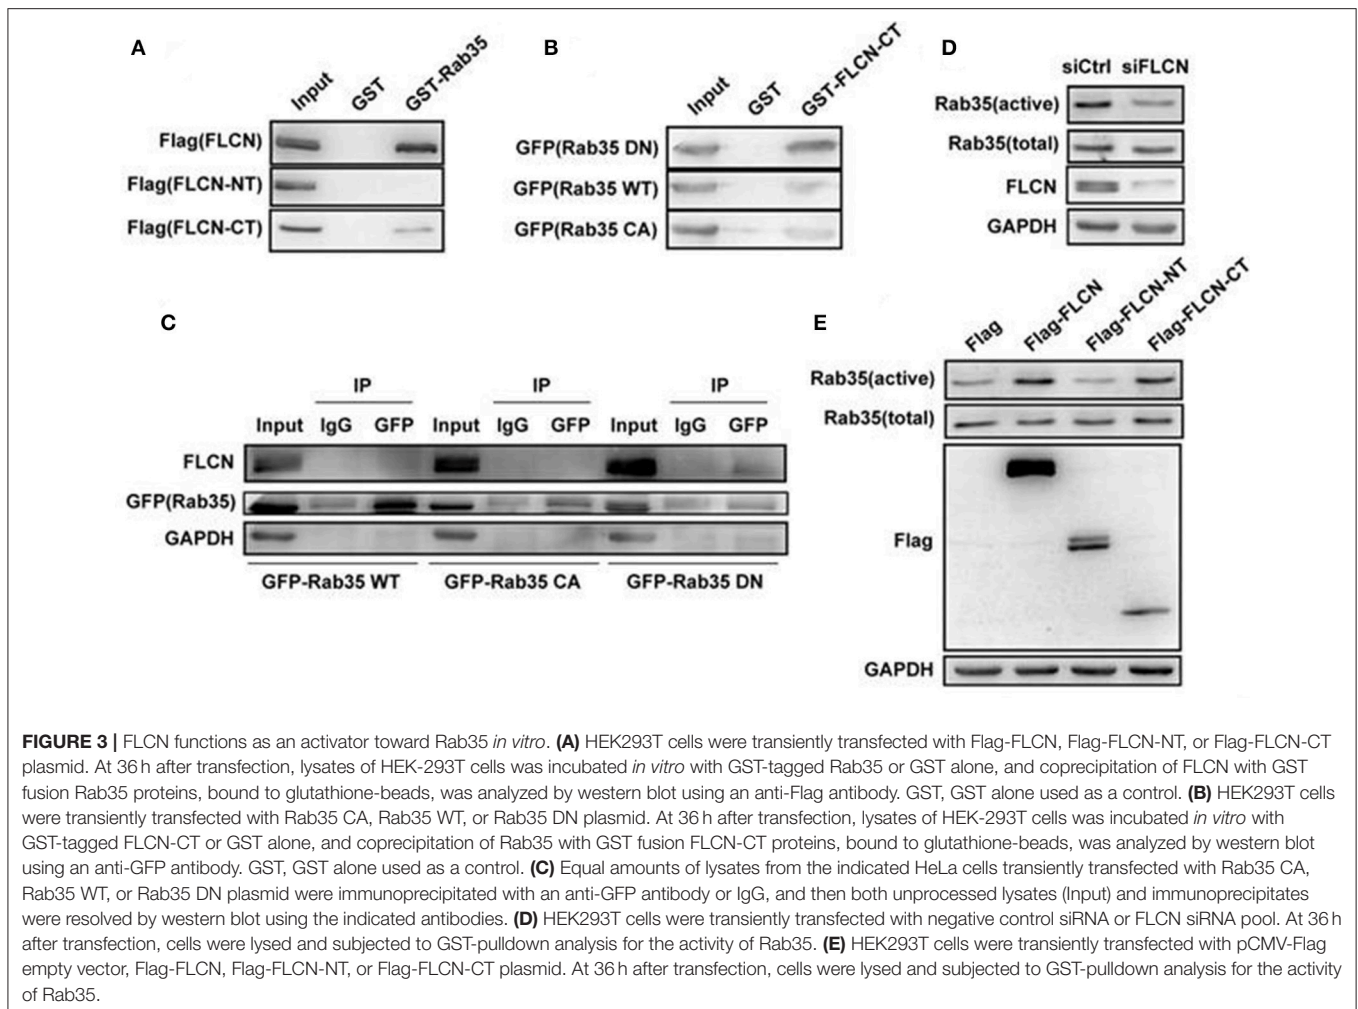 A
Input
GST
GST-Rab35
Flag(FLCN)
Flag(FLCN-NT)
Flag(FLCN-CT)
B
Input
GST
GST-FLCN-CT
GFP(Rab35 DN)
GFP(Rab35 WT)
GFP(Rab35 CA)
D
siCtrl siFLCN
Rab35(active)
Rab35(total)
FLCN
GAPDH
C
IP IP IP
Input IgG GFP Input IgG GFP Input IgG GFP
FLCN
GFP(Rab35)
GAPDH
GFP-Rab35 WT GFP-Rab35 CA GFP-Rab35 DN
E
Flag
Flag-FLCN
Flag-FLCN-NT
Flag-FLCN-CT
Rab35(active)
Rab35(total)
Flag
GAPDH
FIGURE 3 | FLCN functions as an activator toward Rab35 in vitro. (A) HEK293T cells were transiently transfected with Flag-FLCN, Flag-FLCN-NT, or Flag-FLCN-CT
plasmid. At 36 h after transfection, lysates of HEK-293T cells was incubated in vitro with GST-tagged Rab35 or GST alone, and coprecipitation of FLCN with GST
fusion Rab35 proteins, bound to glutathione-beads, was analyzed by western blot using an anti-Flag antibody. GST, GST alone used as a control. (B) HEK293T cells
were transiently transfected with Rab35 CA, Rab35 WT, or Rab35 DN plasmid. At 36 h after transfection, lysates of HEK-293T cells was incubated in vitro with
GST-tagged FLCN-CT or GST alone, and coprecipitation of Rab35 with GST fusion FLCN-CT proteins, bound to glutathione-beads, was analyzed by western blot
using an anti-GFP antibody. GST, GST alone used as a control. (C) Equal amounts of lysates from the indicated HeLa cells transiently transfected with Rab35 CA,
Rab35 WT, or Rab35 DN plasmid were immunoprecipitated with an anti-GFP antibody or IgG, and then both unprocessed lysates (Input) and immunoprecipitates
were resolved by western blot using the indicated antibodies. (D) HEK293T cells were transiently transfected with negative control siRNA or FLCN siRNA pool. At 36 h
after transfection, cells were lysed and subjected to GST-pulldown analysis for the activity of Rab35. (E) HEK293T cells were transiently transfected with pCMV-Flag
empty vector, Flag-FLCN, Flag-FLCN-NT, or Flag-FLCN-CT plasmid. At 36 h after transfection, cells were lysed and subjected to GST-pulldown analysis for the activity
of Rab35.